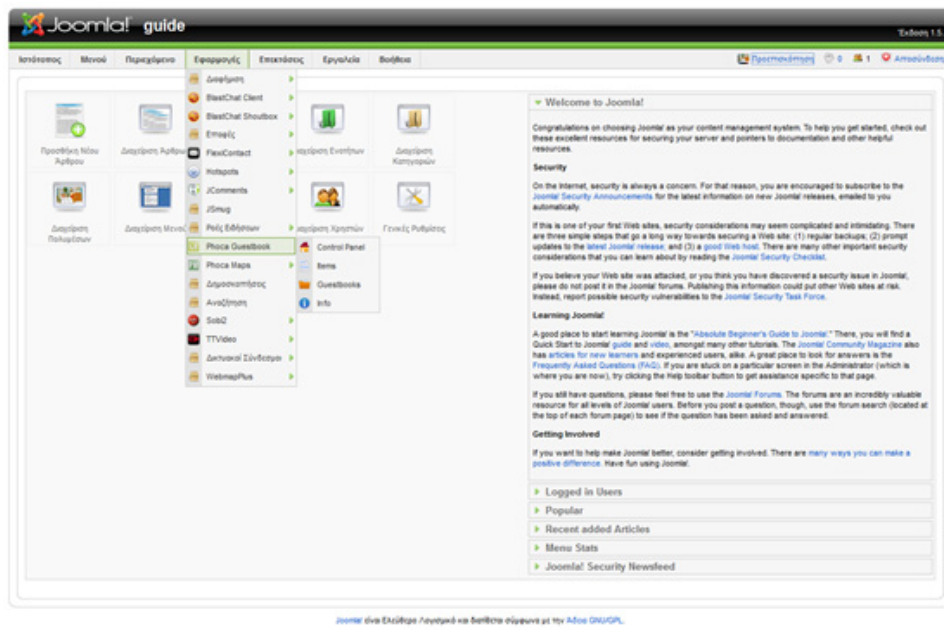 Joomla! guide
Έκδοση 1.5.
Ιστότοπος Μενού Περιεχόμενο Εφαρμογές Επεκτάσεις Εργαλεία Βοήθεια
Προεπισκόπηση 0 1 Αποσύνδεση
Διαφήμιση
BlastChat Client
BlastChat Shoutbox
Επαφές
FlexiContact
Hotspots
JComments
JSmug
Ροές Ειδήσεων
Phoca Guestbook
Phoca Maps
Δημοσκοπήσεις
Αναζήτηση
Sobi2
TTVideo
Δικτυακοί Σύνδεσμοι
WebmapPlus
Control Panel
Items
Guestbooks
Info
Προσθήκη Νέου
Άρθρου
Διαχείριση
Κατηγοριών
Διαχείριση
Πολυμέσων
Γενικές Ρυθμίσεις
Welcome to Joomla!
Congratulations on choosing Joomla! as your content management system. To help you get started, check out
these excellent resources for securing your server and pointers to documentation and other helpful
resources.
Security
On the Internet, security is always a concern. For that reason, you are encouraged to subscribe to the
Joomla! Security Announcements for the latest information on new Joomla! releases, emailed to you
automatically.
If this is one of your first Web sites, security considerations may seem complicated and intimidating. There
are three simple steps that go a long way towards securing a Web site: (1) regular backups; (2) prompt
updates to the latest Joomla! release; and (3) a good Web host. There are many other important security
considerations that you can learn about by reading the Joomla! Security Checklist.
If you believe your Web site was attacked, or you think you have discovered a security issue in Joomla!,
please do not post it in the Joomla! forums. Publishing this information could put other Web sites at risk.
Instead, report possible security vulnerabilities to the Joomla! Security Task Force.
Learning Joomla!
A good place to start learning Joomla! is the "Absolute Beginner's Guide to Joomla!." There, you will find a
Quick Start to Joomla! guide and video, amongst many other tutorials. The Joomla! Community Magazine also
has articles for new learners and experienced users, alike. A great place to look for answers is the
Frequently Asked Questions (FAQ). If you are stuck on a particular screen in the Administrator (which is
where you are now), try clicking the Help toolbar button to get assistance specific to that page.
If you still have questions, please feel free to use the Joomla! Forums. The forums are an incredibly valuable
resource for all levels of Joomla! users. Before you post a question, though, use the forum search (located at
the top of each forum page) to see if the question has been asked and answered.
Getting Involved
If you want to help make Joomla! better, consider getting involved. There are many ways you can make a
positive difference. Have fun using Joomla!.
Logged in Users
Popular
Recent added Articles
Menu Stats
Joomla! Security Newsfeed
Joomla! είναι Ελεύθερο Λογισμικό και διατίθεται σύμφωνα με την Άδεια GNU/GPL.